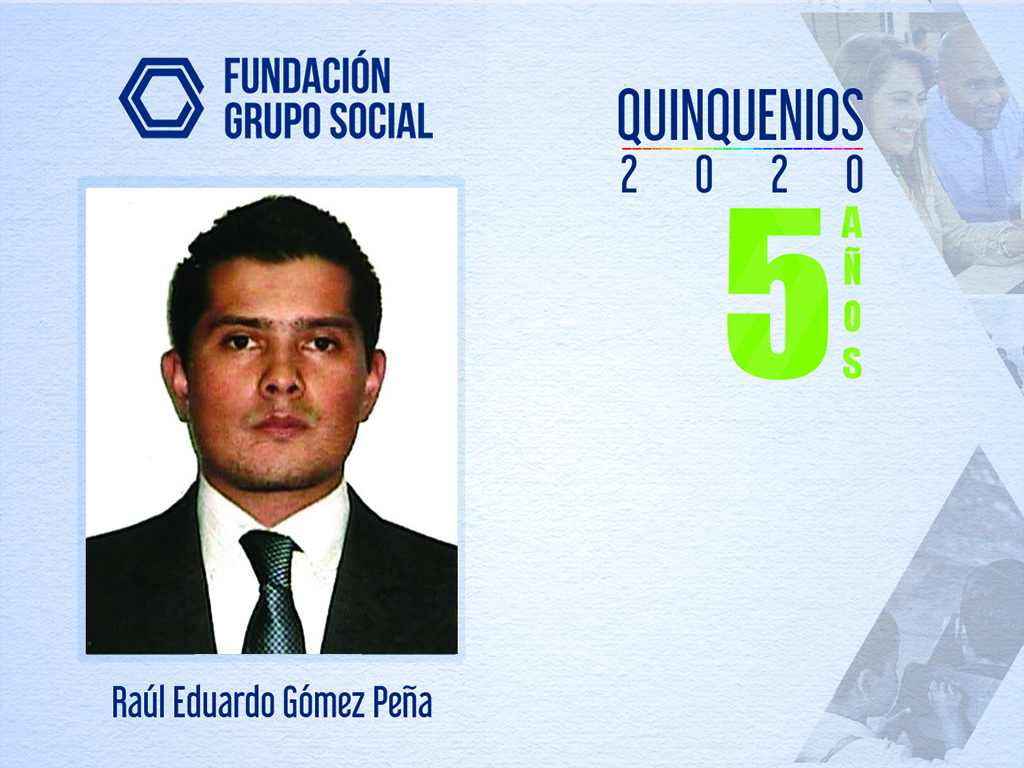 FUNDACIÓN
GRUPO SOCIAL
QUINQUENIOS
2020
5 AÑOS
Raúl Eduardo Gómez Peña